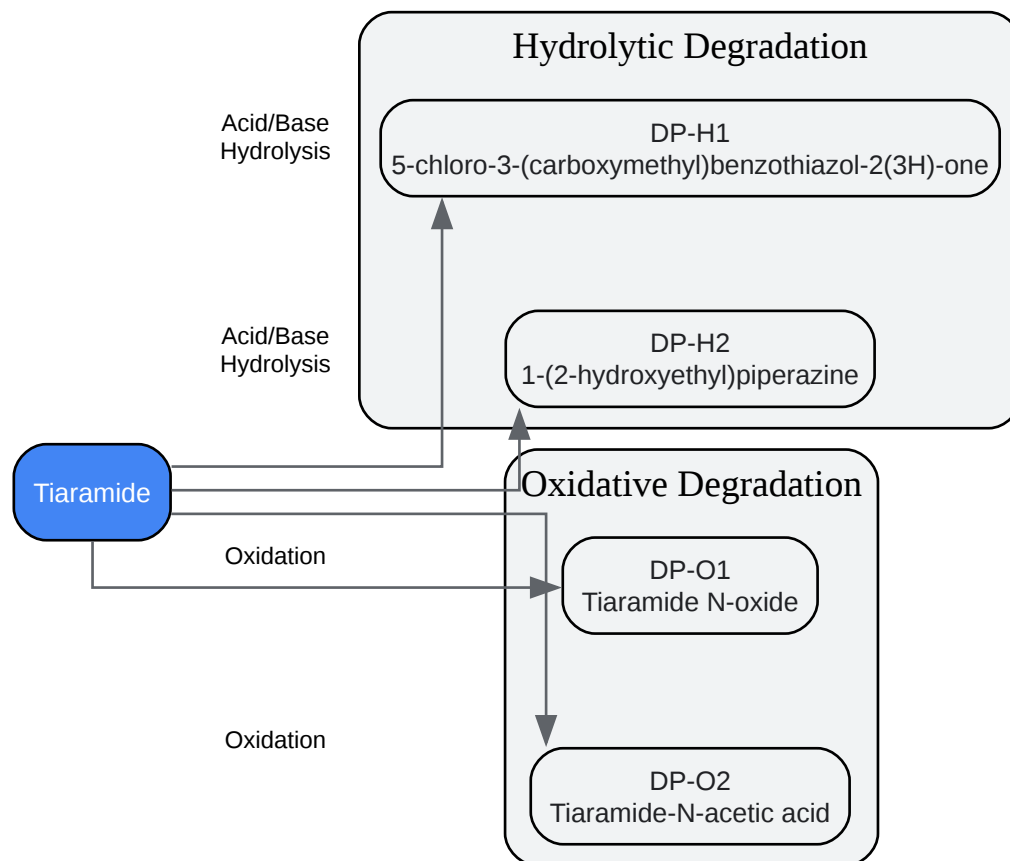 Hydrolytic Degradation
Acid/Base
Hydrolysis
DP-H1
5-chloro-3-(carboxymethyl)benzothiazol-2(3H)-one
Acid/Base
Hydrolysis
DP-H2
1-(2-hydroxyethyl)piperazine
Tiaramide
Oxidative Degradation
Oxidation
DP-O1
Tiaramide N-oxide
Oxidation
DP-O2
Tiaramide-N-acetic acid